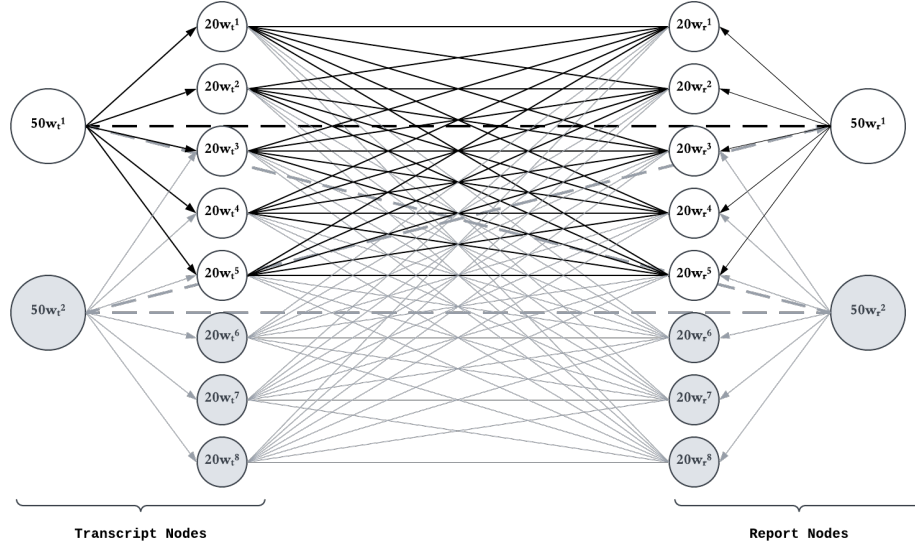 20wₜ¹ 20wᵣ¹
20wₜ² 20wᵣ²
50wₜ¹ 50wᵣ¹
20wₜ³ 20wᵣ³
20wₜ⁴ 20wᵣ⁴
20wₜ⁵ 20wᵣ⁵
50wₜ² 50wᵣ²
20wₜ⁶ 20wᵣ⁶
20wₜ⁷ 20wᵣ⁷
20wₜ⁸ 20wᵣ⁸
Transcript Nodes Report Nodes